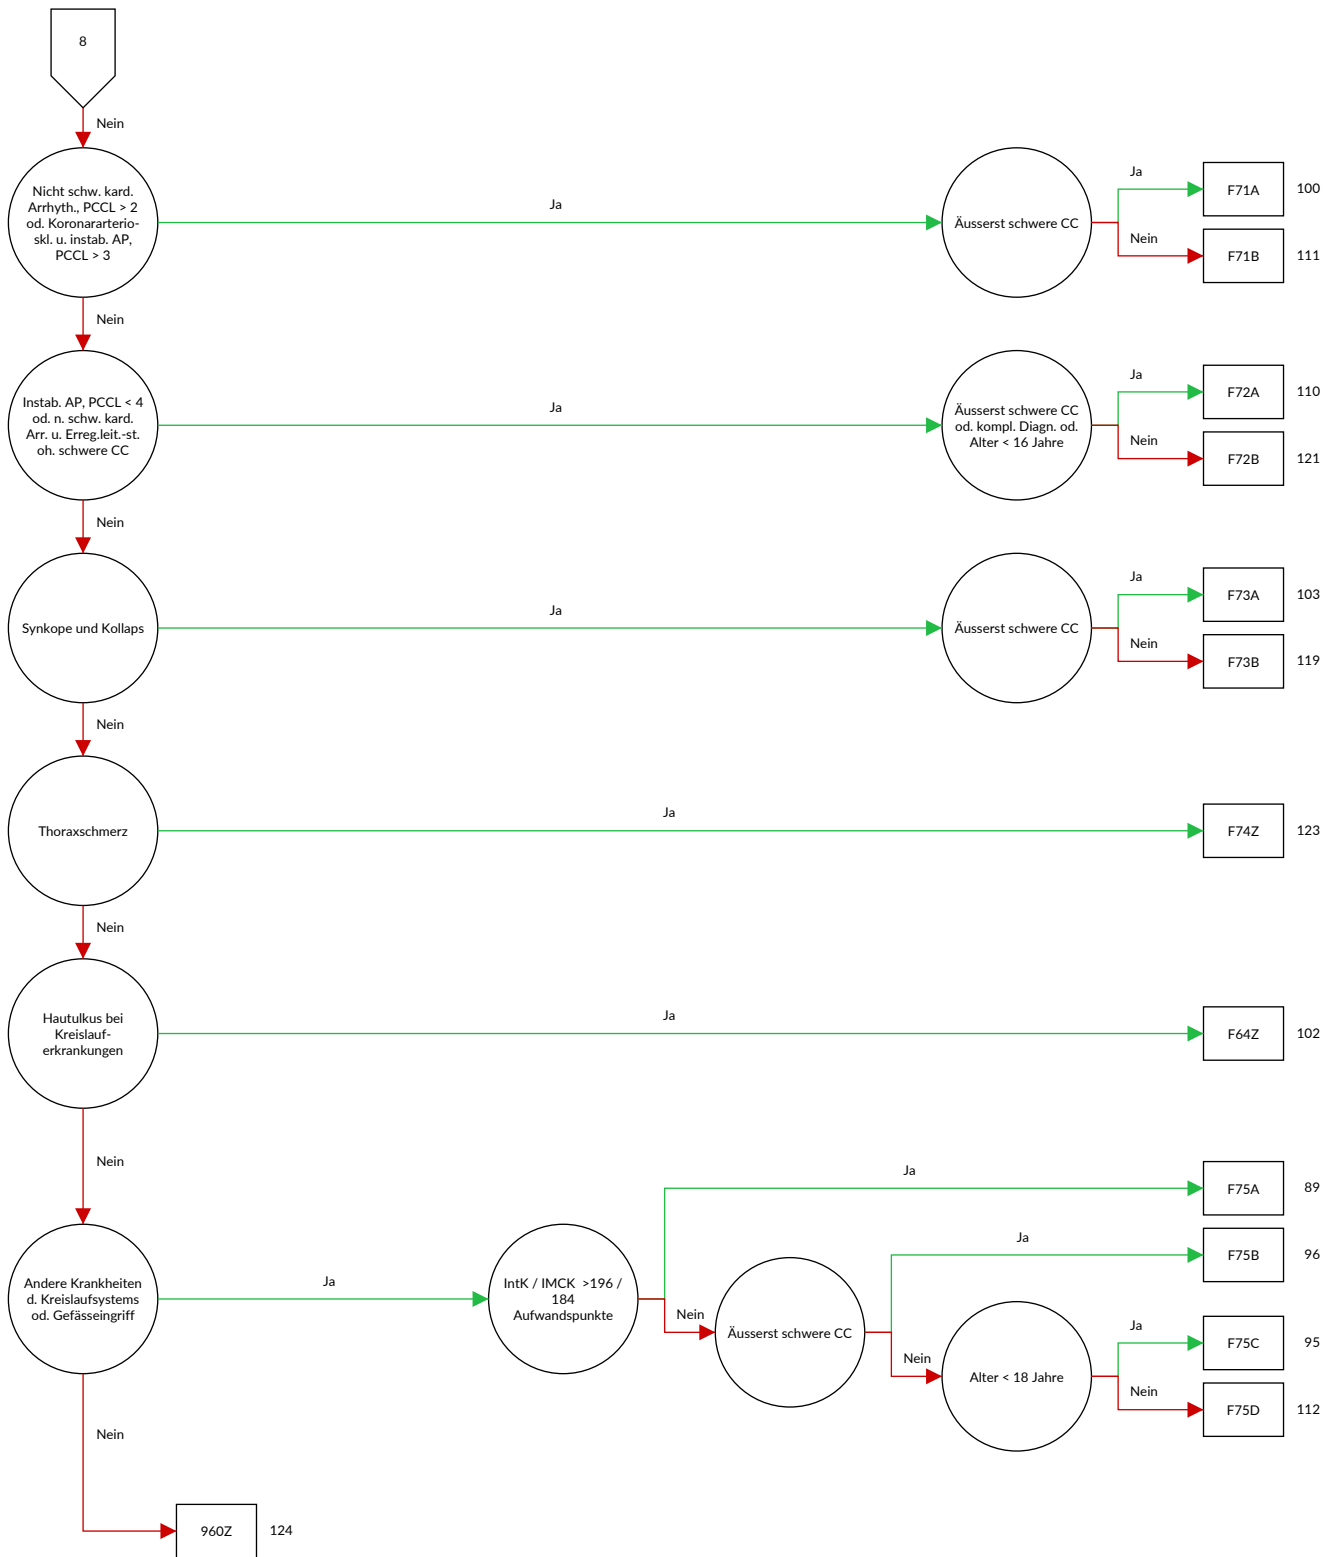 8
Nein
Nicht schw. kard.
Arrhyth., PCCL > 2
od. Koronararterio-
skl. u. instab. AP,
PCCL > 3
Ja
Äusserst schwere CC
Ja
F71A
100
Nein
F71B
111
Nein
Instab. AP, PCCL < 4
od. n. schw. kard.
Arr. u. Erreg.leit.-st.
oh. schwere CC
Ja
Äusserst schwere CC
od. kompl. Diagn. od.
Alter < 16 Jahre
Ja
F72A
110
Nein
F72B
121
Nein
Synkope und Kollaps
Ja
Äusserst schwere CC
Ja
F73A
103
Nein
F73B
119
Nein
Thoraxschmerz
Ja
F74Z
123
Nein
Hautulkus bei
Kreislauf-
erkrankungen
Ja
F64Z
102
Nein
Andere Krankheiten
d. Kreislaufsystems
od. Gefässeingriff
Ja
IntK / IMCK >196 /
184
Aufwandspunkte
Ja
F75A
89
Nein
Äusserst schwere CC
Ja
F75B
96
Nein
Alter < 18 Jahre
Ja
F75C
95
Nein
F75D
112
Nein
960Z
124